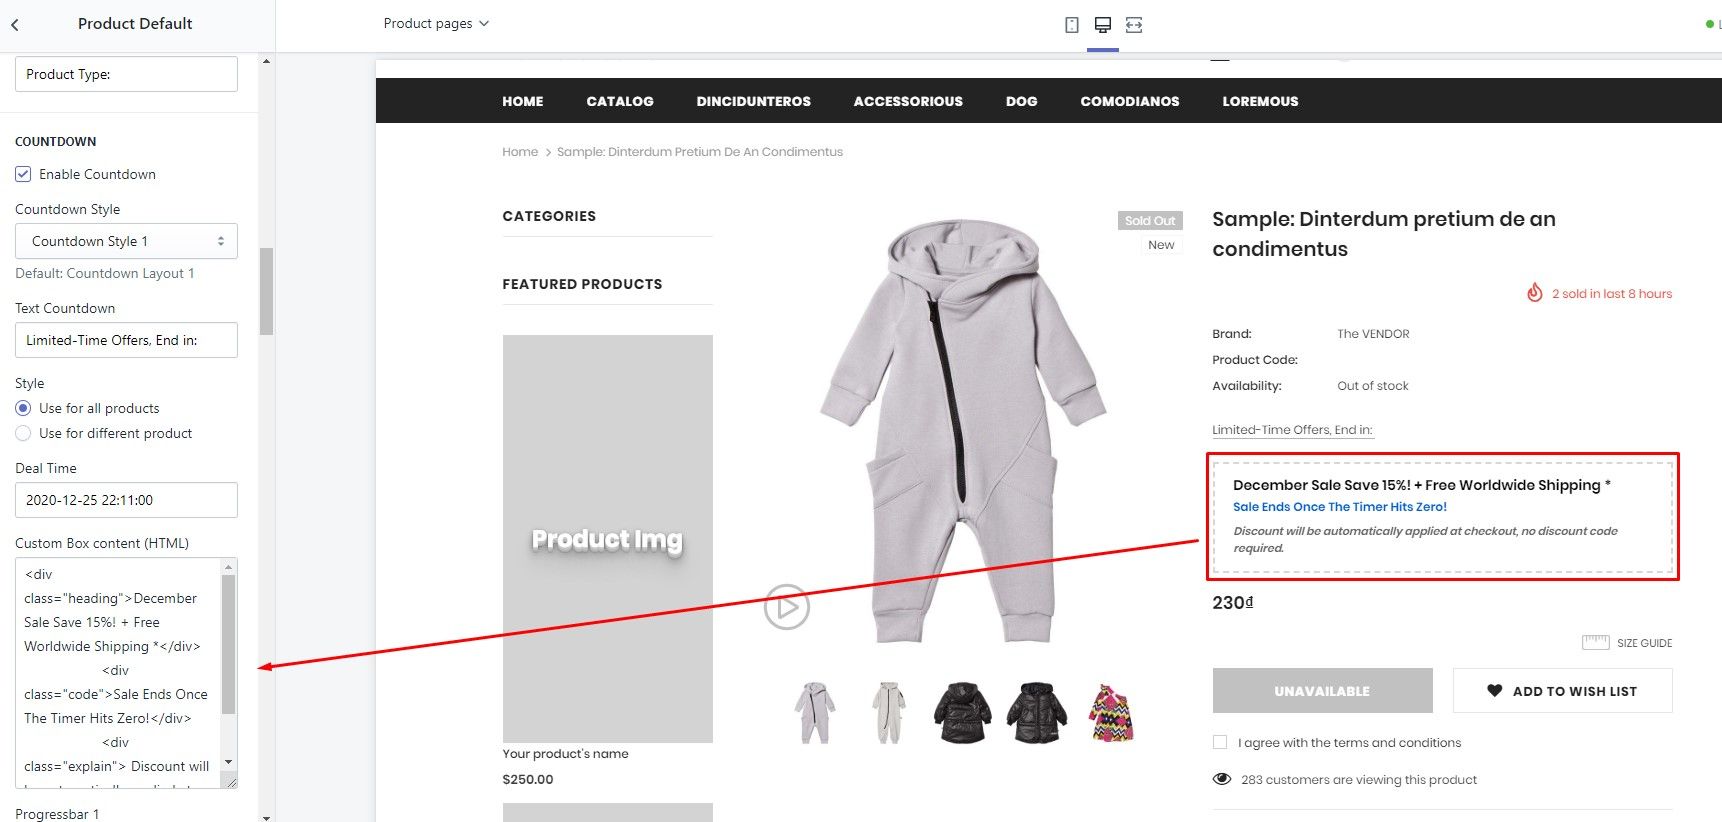 Product Default
Product pages
Product Type:
COUNTDOWN
Enable Countdown
Countdown Style
Countdown Style 1
Default: Countdown Layout 1
Text Countdown
Limited-Time Offers, End in:
Style
Use for all products
Use for different product
Deal Time
2020-12-25 22:11:00
Custom Box content (HTML)
<div
class="heading">December
Sale Save 15%! + Free
Worldwide Shipping *</div>
<div
class="code">Sale Ends Once
The Timer Hits Zero!</div>
<div
class="explain"> Discount will
Progressbar 1
HOME CATALOG DINCIDUNTEROS ACCESSORIOUS DOG COMODIANOS LOREMOUS
Home > Sample: Dinterdum Pretium De An Condimentus
CATEGORIES
FEATURED PRODUCTS
Product Img
Your product's name
$250.00
Sold Out
New
Sample: Dinterdum pretium de an
condimentus
2 sold in last 8 hours
Brand: The VENDOR
Product Code:
Availability: Out of stock
Limited-Time Offers, End in:
December Sale Save 15%! + Free Worldwide Shipping *
Sale Ends Once The Timer Hits Zero!
Discount will be automatically applied at checkout, no discount code
required.
230₫
SIZE GUIDE
UNAVAILABLE
ADD TO WISH LIST
I agree with the terms and conditions
283 customers are viewing this product